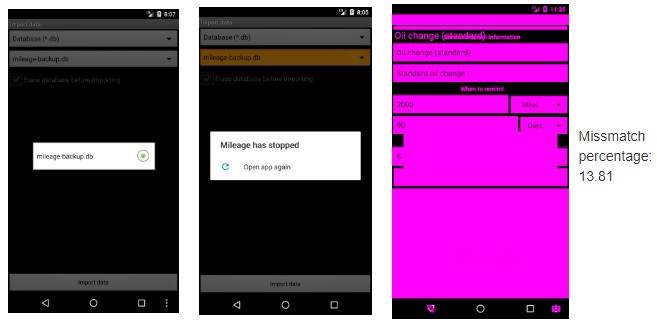 8:07
Import data
Database (*.db)
mileage-backup.db
Erase database before importing
mileage-backup.db
Import data
8:05
Import data
Database (*.db)
mileage-backup.db
Erase database before importing
Mileage has stopped
Open app again
Import data
11:35
Oil change (standard)
information
Oil change (standard)
Standard oil change
When to remind
3000
Miles
90
Days
Missmatch
percentage:
13.81